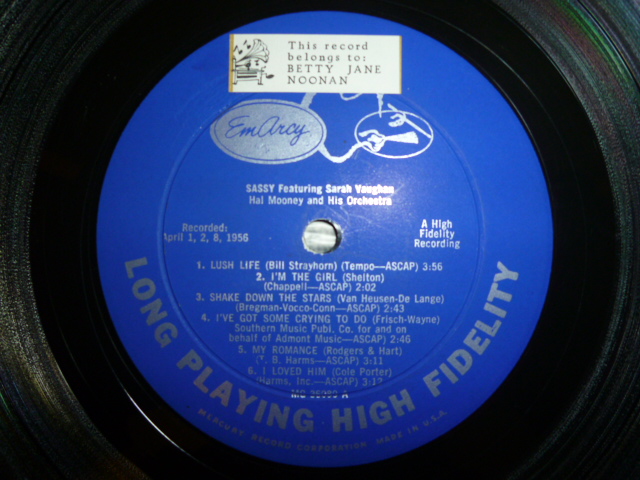 This record
belongs to:
BETTY JANE
NOONAN
EmArcy
SASSY Featuring Sarah Vaughan
Hal Mooney and His Orchestra
Recorded:
April 1, 2, 8, 1956
A High
Fidelity
Recording
1. LUSH LIFE (Bill Strayhorn) (Tempo—ASCAP) 3:56
2. I'M THE GIRL (Shelton)
(Chappell—ASCAP) 2:02
3. SHAKE DOWN THE STARS (Van Heusen-De Lange)
(Bregman-Vocco-Conn—ASCAP) 2:43
4. I'VE GOT SOME CRYING TO DO (Frisch-Wayne)
Southern Music Publ. Co. for and on
behalf of Admont Music—ASCAP) 2:46
5. MY ROMANCE (Rodgers & Hart)
(T. B. Harms—ASCAP) 3:11
6. I LOVED HIM (Cole Porter)
(Harms, Inc.—ASCAP) 3:12
LONG PLAYING HIGH FIDELITY
MERCURY RECORD CORPORATION MADE IN U.S.A.